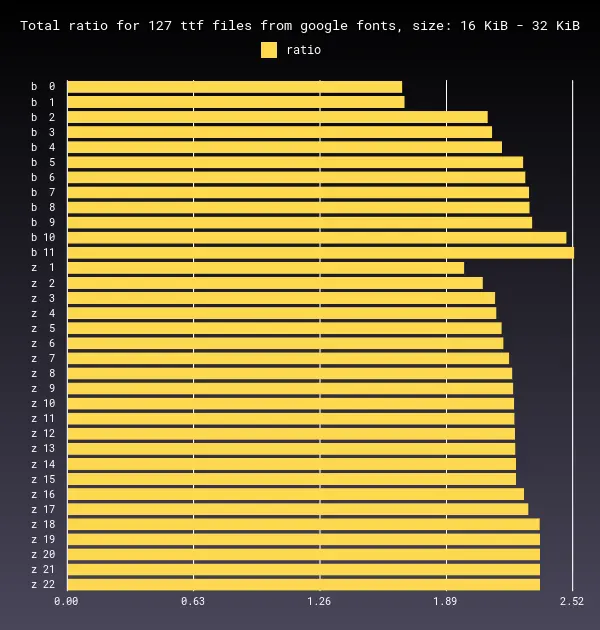 Total ratio for 127 ttf files from google fonts, size: 16 KiB - 32 KiB
ratio
b 0
b 1
b 2
b 3
b 4
b 5
b 6
b 7
b 8
b 9
b 10
b 11
z 1
z 2
z 3
z 4
z 5
z 6
z 7
z 8
z 9
z 10
z 11
z 12
z 13
z 14
z 15
z 16
z 17
z 18
z 19
z 20
z 21
z 22
0.00 0.63 1.26 1.89 2.52